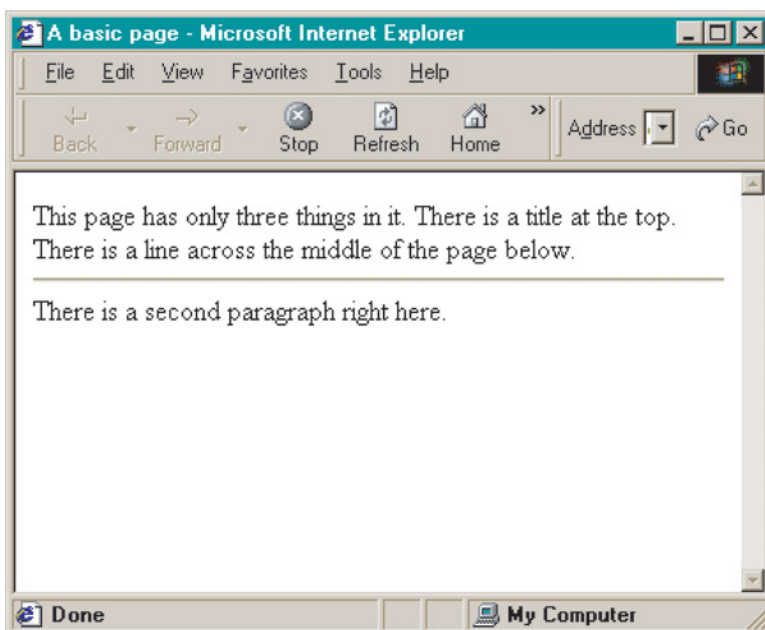 A basic page - Microsoft Internet Explorer
File Edit View Favorites Tools Help
Back Forward Stop Refresh Home » Address Go
This page has only three things in it. There is a title at the top.
There is a line across the middle of the page below.
There is a second paragraph right here.
Done My Computer